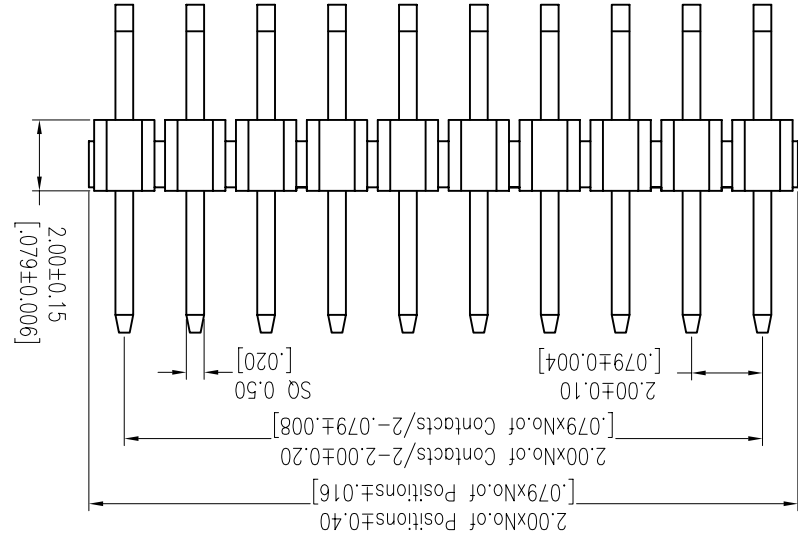 2.00xNo.of Positions±0.40
[.079xNo.of Positions±.016]
2.00xNo.of Contacts/2-2.00±0.20
[.079xNo.of Contacts/2-.079±.008]
2.00±0.10
[.079±0.004]
SQ 0.50
[.020]
2.00±0.15
[.079±0.006]